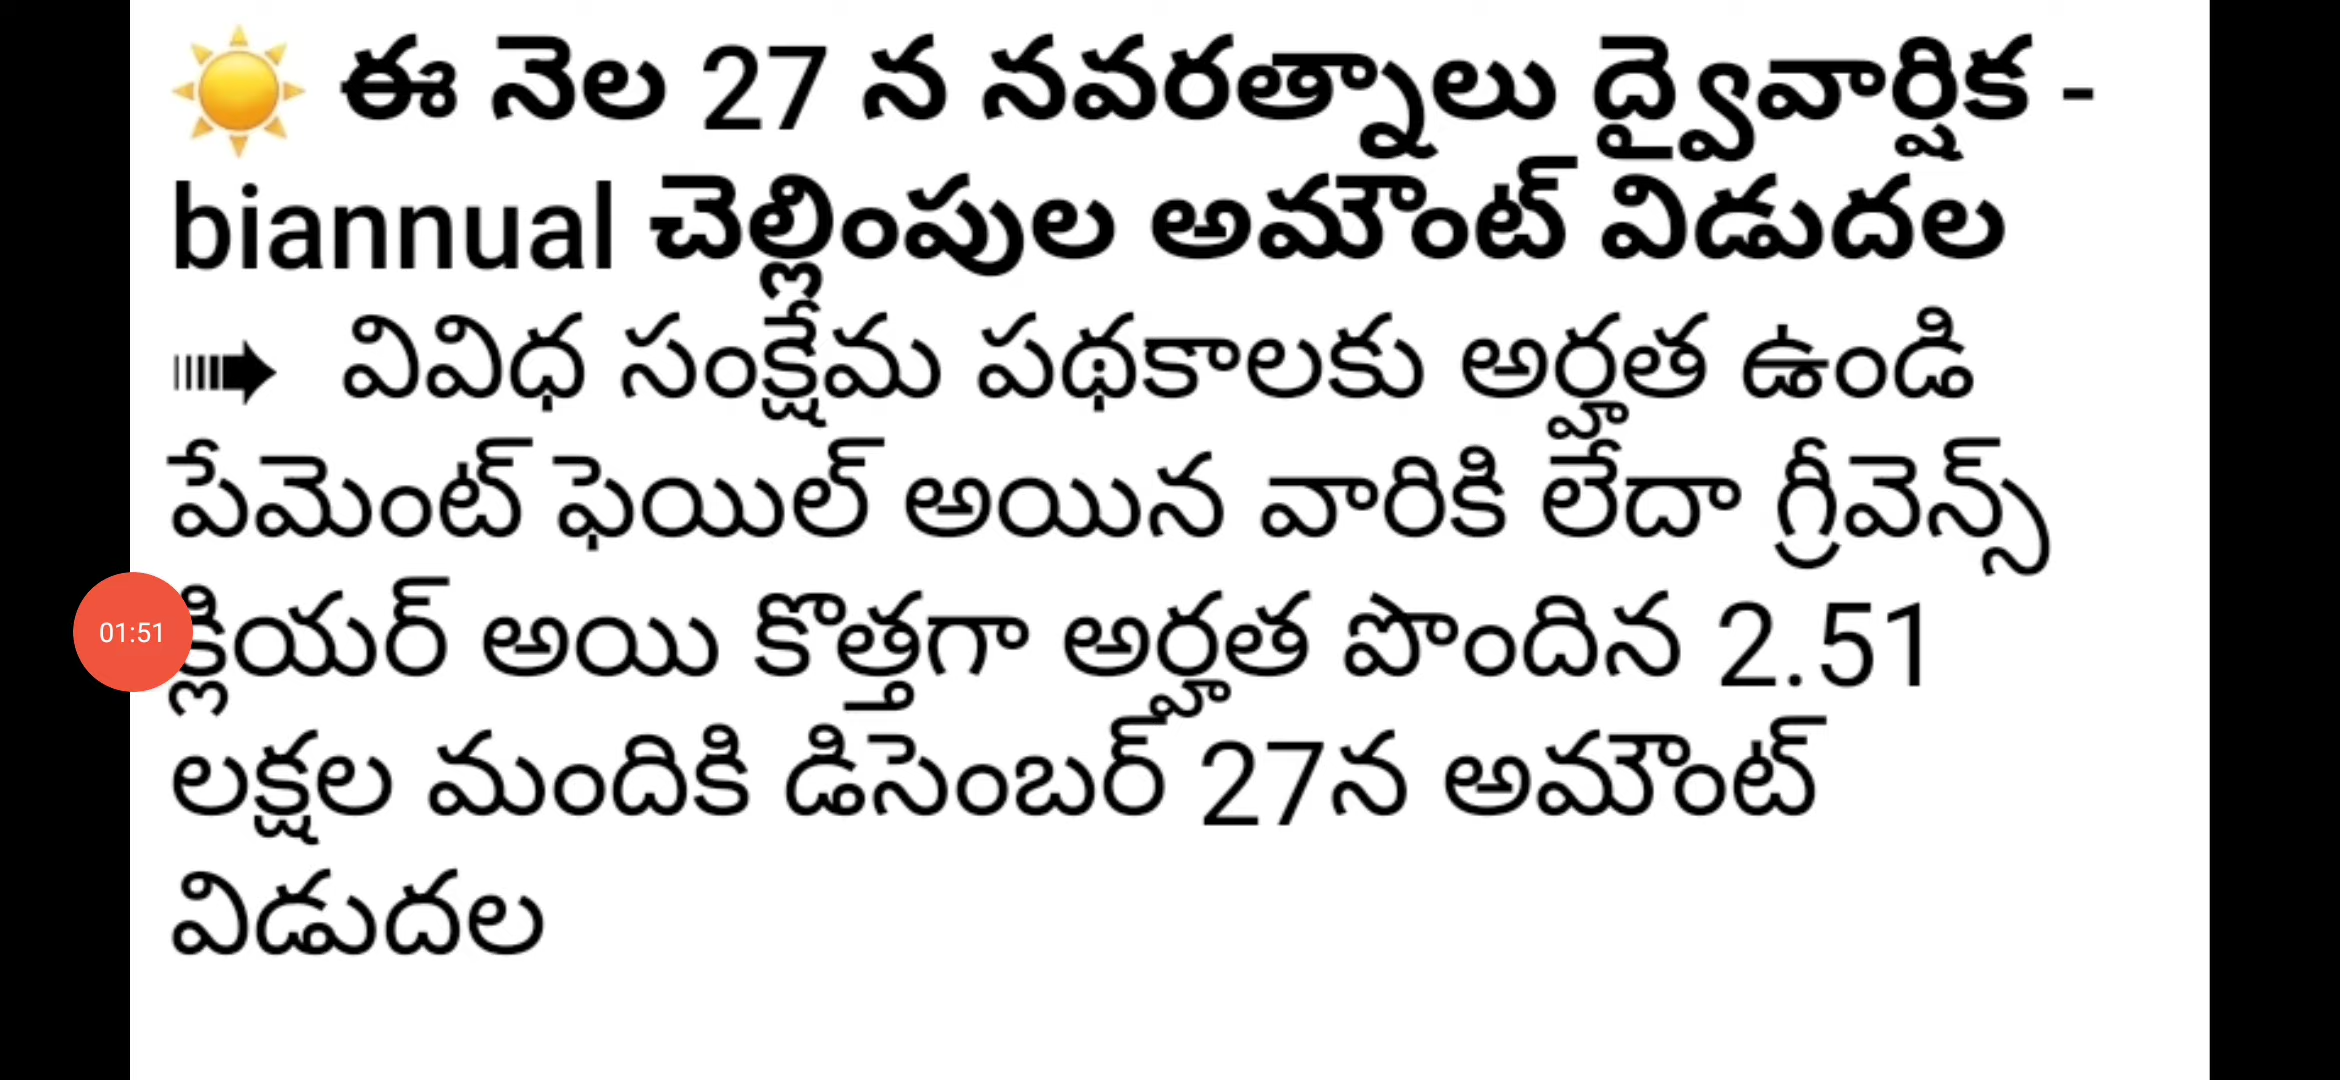 ☀️ ఈ నెల 27 న నవరత్నాలు ద్వైవార్షిక -
biannual చెల్లింపుల అమౌంట్ విడుదల
➠ వివిధ సంక్షేమ పథకాలకు అర్హత ఉండి
పేమెంట్ ఫెయిల్ అయిన వారికి లేదా గ్రీవెన్స్
01:51
క్లియర్ అయి కొత్తగా అర్హత పొందిన 2.51
లక్షల మందికి డిసెంబర్ 27న అమౌంట్
విడుదల